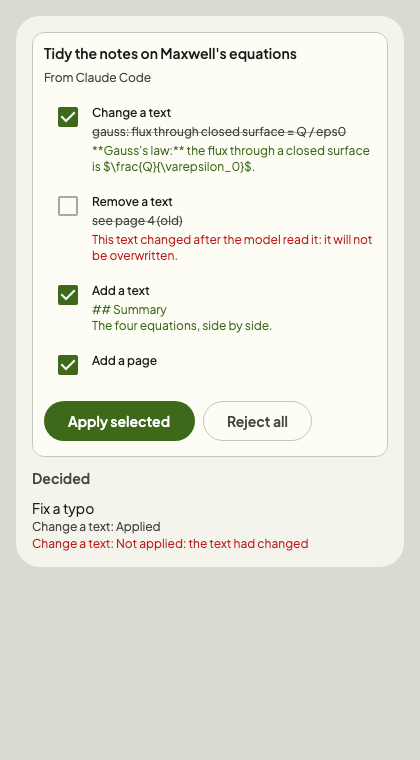 Tidy the notes on Maxwell's equations
From Claude Code
Change a text
gauss: flux through closed surface = Q / eps0
**Gauss's law:** the flux through a closed surface
is $\frac{Q}{\varepsilon_0}$.
Remove a text
see page 4 (old)
This text changed after the model read it: it will not
be overwritten.
Add a text
## Summary
The four equations, side by side.
Add a page
Apply selected
Reject all
Decided
Fix a typo
Change a text: Applied
Change a text: Not applied: the text had changed